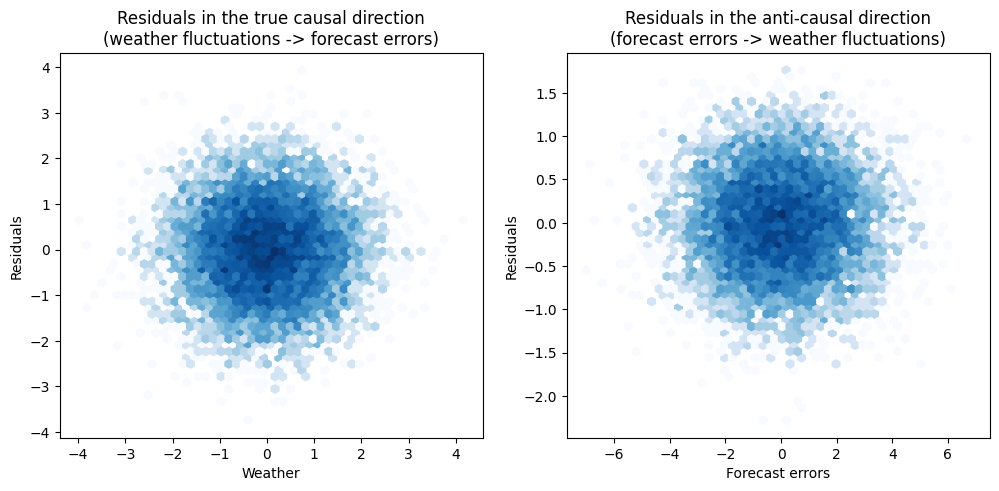 Residuals in the true causal direction
(weather fluctuations -> forecast errors)
4
3
2
1
0
−1
−2
−3
−4
Residuals
−4 −3 −2 −1 0 1 2 3 4
Weather
Residuals in the anti-causal direction
(forecast errors -> weather fluctuations)
1.5
1.0
0.5
0.0
−0.5
−1.0
−1.5
−2.0
Residuals
−6 −4 −2 0 2 4 6
Forecast errors